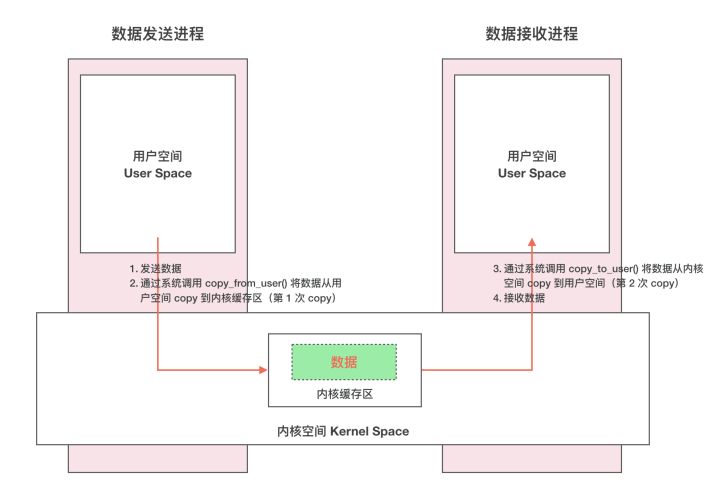 数据发送进程
数据接收进程
用户空间
User Space
用户空间
User Space
1. 发送数据
2. 通过系统调用 copy_from_user() 将数据从用
户空间 copy 到内核缓存区（第 1 次 copy）
3. 通过系统调用 copy_to_user() 将数据从内核
空间 copy 到用户空间（第 2 次 copy）
4. 接收数据
数据
内核缓存区
内核空间 Kernel Space